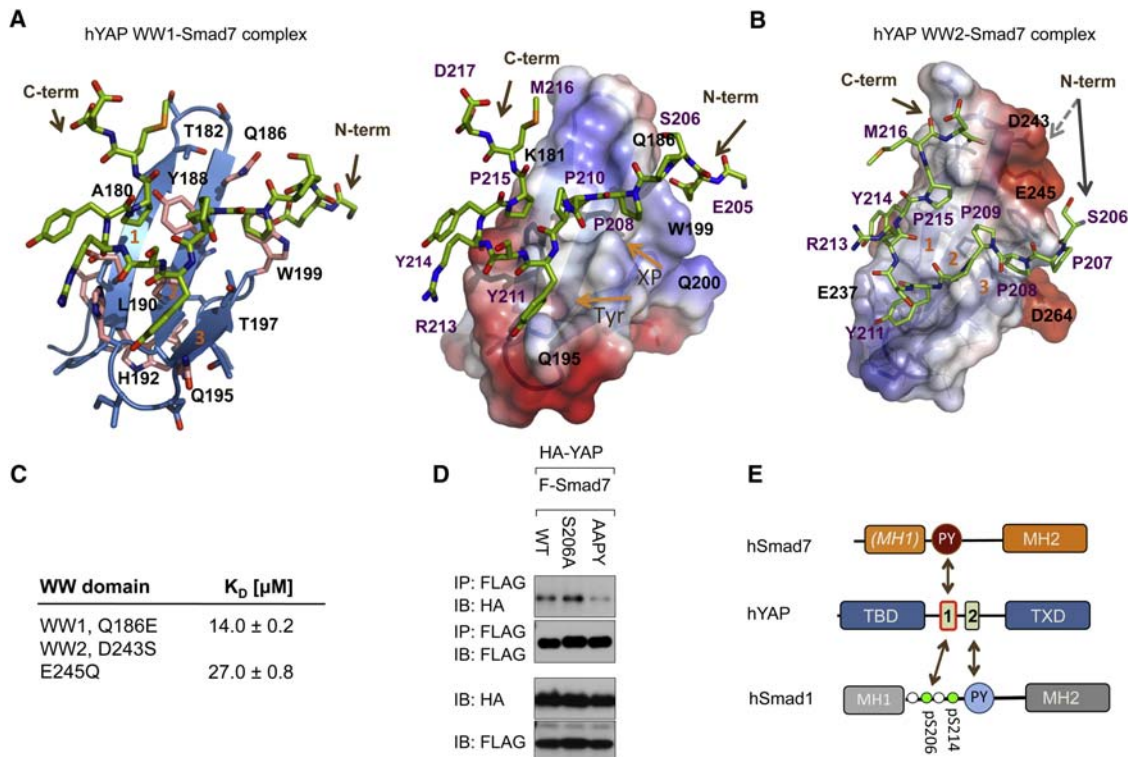 A
hYAP WW1-Smad7 complex
C-term
T182
Q186
N-term
Y188
A180
1
W199
L190
T197
3
H192
Q195
D217
C-term
M216
N-term
S206
K181
Q186
P215
P210
E205
P208
W199
Y214
XP
Q200
Y211
Tyr
R213
Q195
B
hYAP WW2-Smad7 complex
C-term
N-term
D243
M216
E245
Y214
P209
S206
P215
R213
1
2
P207
3
P208
E237
D264
Y211
C
WW domain KD [µM]
WW1, Q186E 14.0 ± 0.2
WW2, D243S
E245Q 27.0 ± 0.8
D
HA-YAP
F-Smad7
WT
S206A
AAPY
IP: FLAG
IB: HA
IP: FLAG
IB: FLAG
IB: HA
IB: FLAG
E
hSmad7 (MH1) PY MH2
hYAP TBD 1 2 TXD
hSmad1 MH1 PY MH2
pS206
pS214